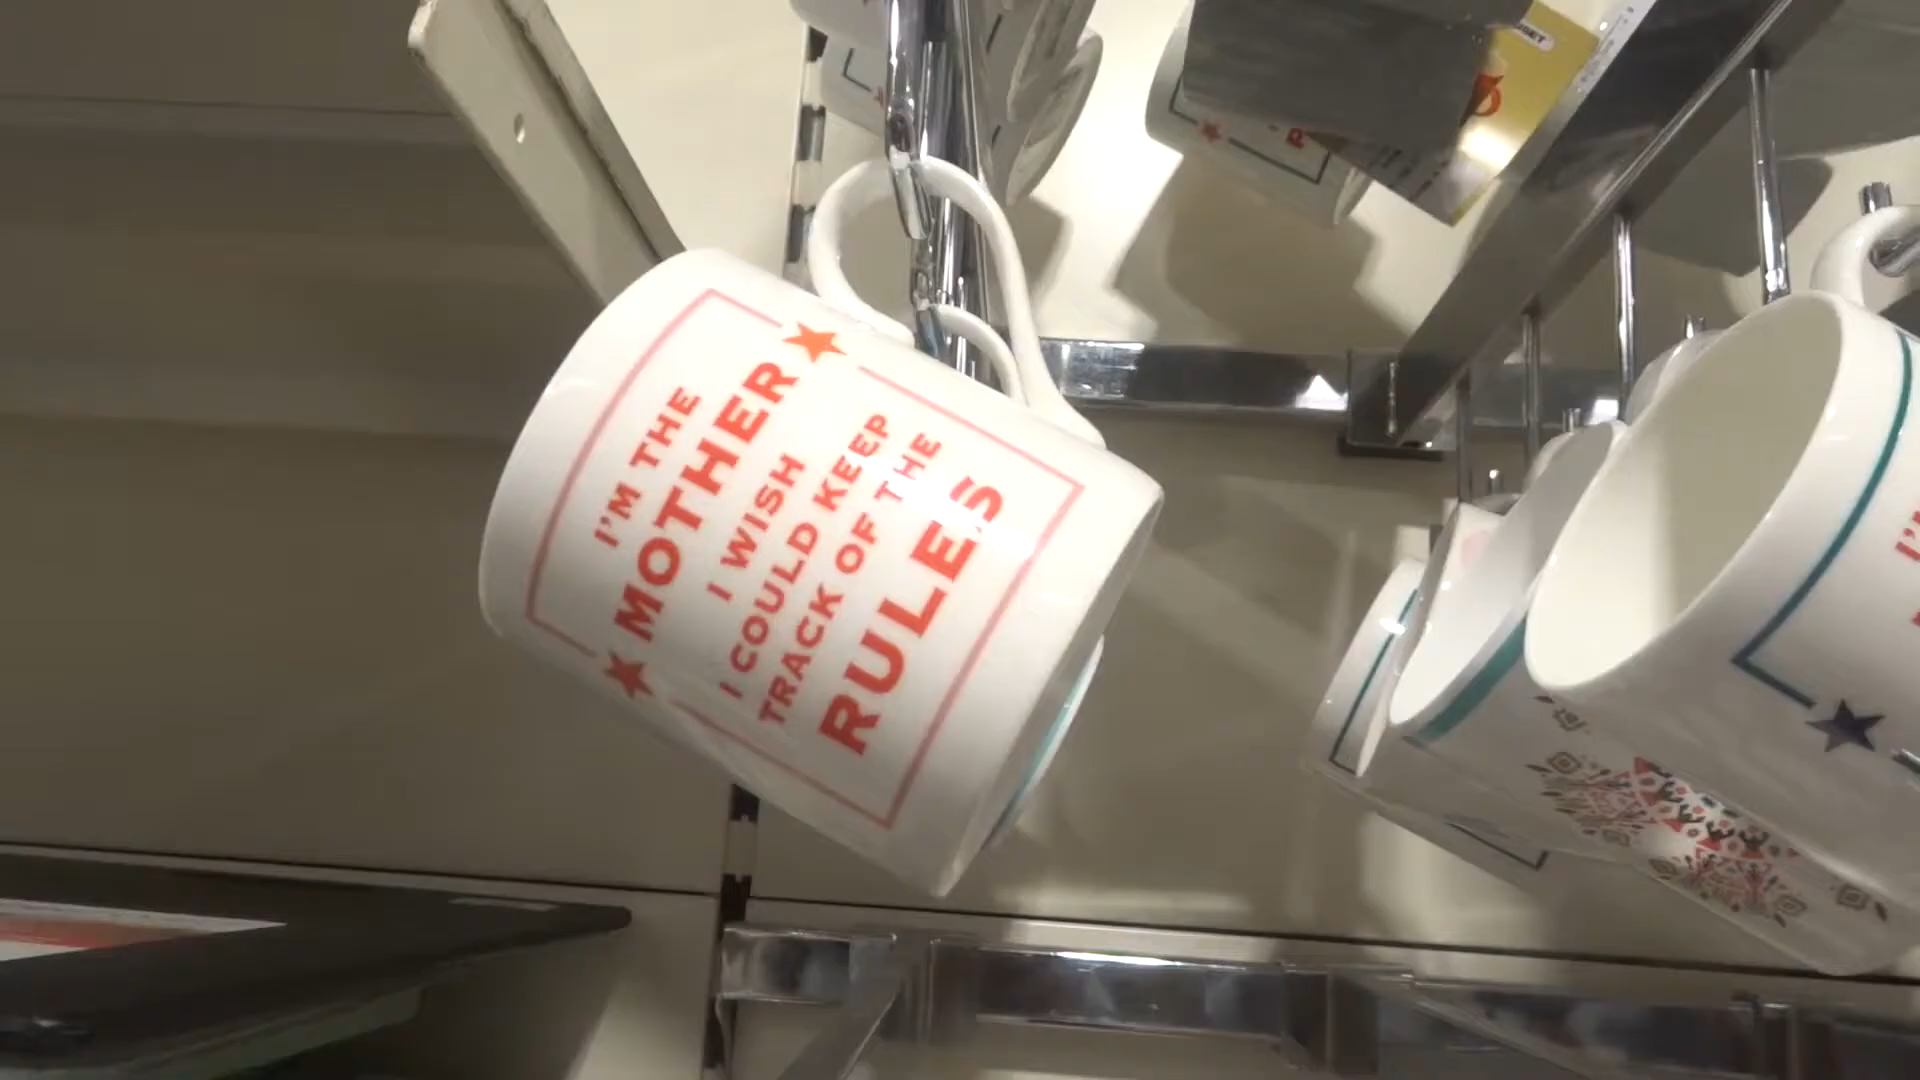 I'M THE
MOTHER
I WISH
I COULD KEEP
TRACK OF THE
RULES